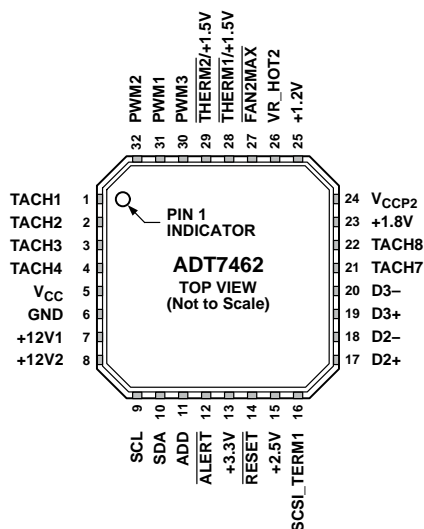 PWM2
PWM1
PWM3
THERM2/+1.5V
THERM1/+1.5V
FAN2MAX
VR_HOT2
+1.2V
32
31
30
29
28
27
26
25
TACH1 1
TACH2 2
TACH3 3
TACH4 4
VCC 5
GND 6
+12V1 7
+12V2 8
PIN 1
INDICATOR
ADT7462
TOP VIEW
(Not to Scale)
24 VCCP2
23 +1.8V
22 TACH8
21 TACH7
20 D3–
19 D3+
18 D2–
17 D2+
9
10
11
12
13
14
15
16
SCL
SDA
ADD
ALERT
+3.3V
RESET
+2.5V
SCSI_TERM1